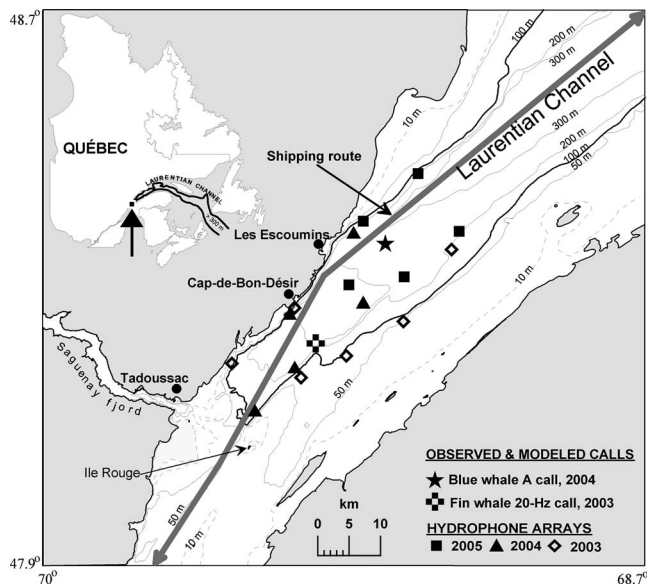 48.7°
100 m
200 m
300 m
10 m
Laurentian Channel
QUÉBEC
LAURENTIAN CHANNEL
> 300 m
Shipping route
300 m
200 m
100 m
50 m
Les Escoumins
10 m
Cap-de-Bon-Désir
Saguenay fjord
Tadoussac
50 m
Ile Rouge
OBSERVED & MODELED CALLS
Blue whale A call, 2004
Fin whale 20-Hz call, 2003
HYDROPHONE ARRAYS
2005 2004 2003
km
0 10
50 m
10 m
47.9°
70° 68.7°